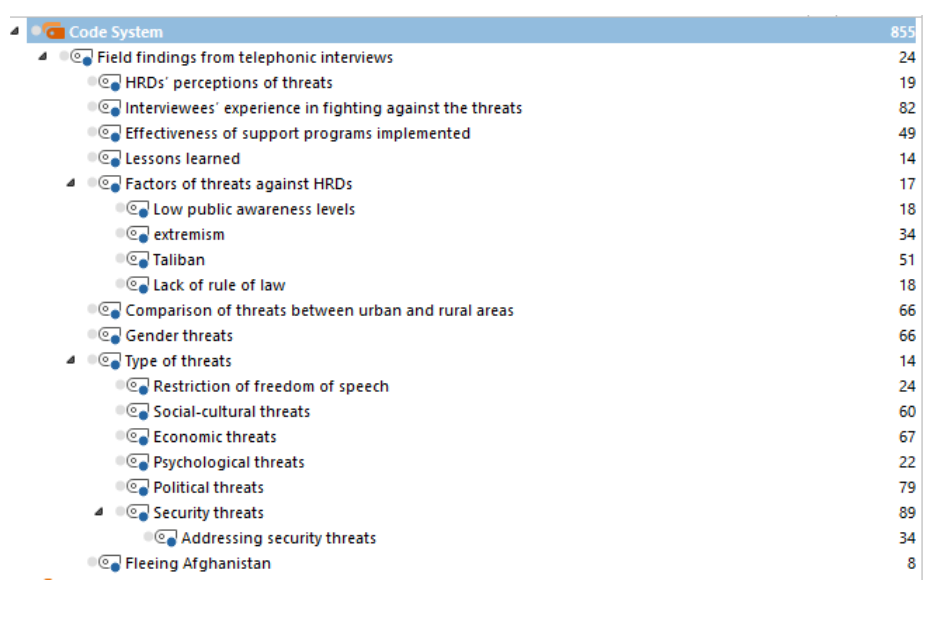 Code System 855
Field findings from telephonic interviews 24
HRDs' perceptions of threats 19
Interviewees' experience in fighting against the threats 82
Effectiveness of support programs implemented 49
Lessons learned 14
Factors of threats against HRDs 17
Low public awareness levels 18
extremism 34
Taliban 51
Lack of rule of law 18
Comparison of threats between urban and rural areas 66
Gender threats 66
Type of threats 14
Restriction of freedom of speech 24
Social-cultural threats 60
Economic threats 67
Psychological threats 22
Political threats 79
Security threats 89
Addressing security threats 34
Fleeing Afghanistan 8